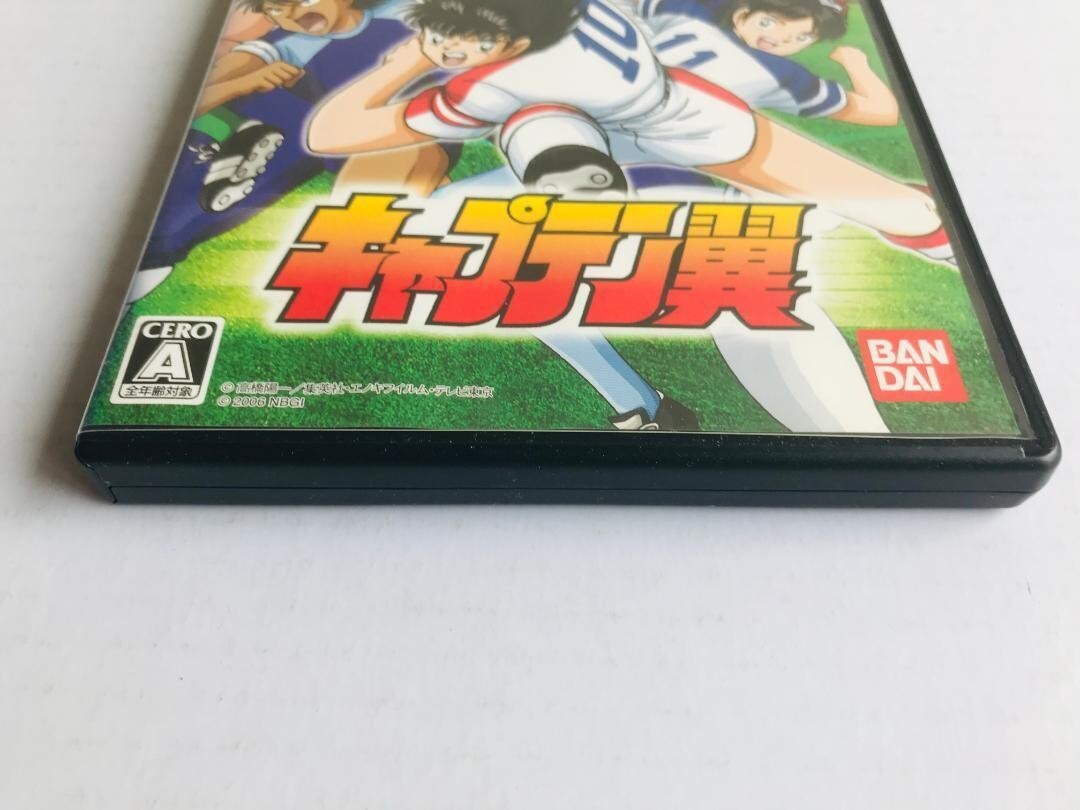 10
11
キャプテン翼
CERO
A
全年齢対象
© 高橋陽一／集英社・エノキフイルム・テレビ東京
© 2006 NBGI
BAN
DAI